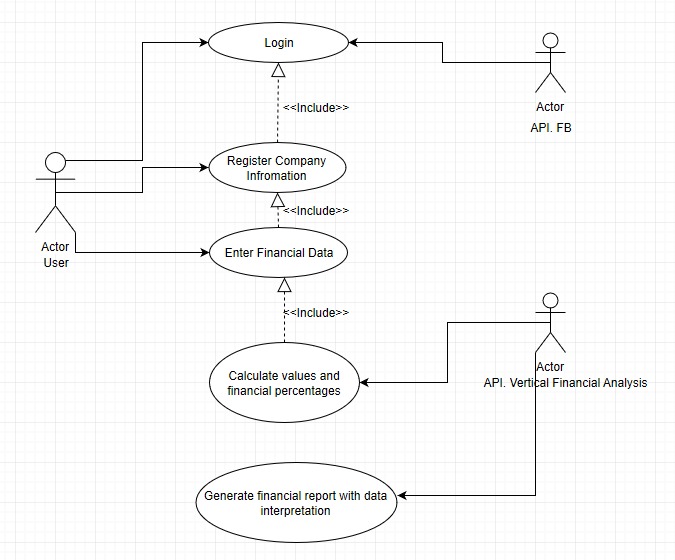 Login
<<Include>>
Actor
API. FB
Register Company
Infromation
<<Include>>
Actor
User
Enter Financial Data
<<Include>>
Calculate values and
financial percentages
Actor
API. Vertical Financial Analysis
Generate financial report with data
interpretation